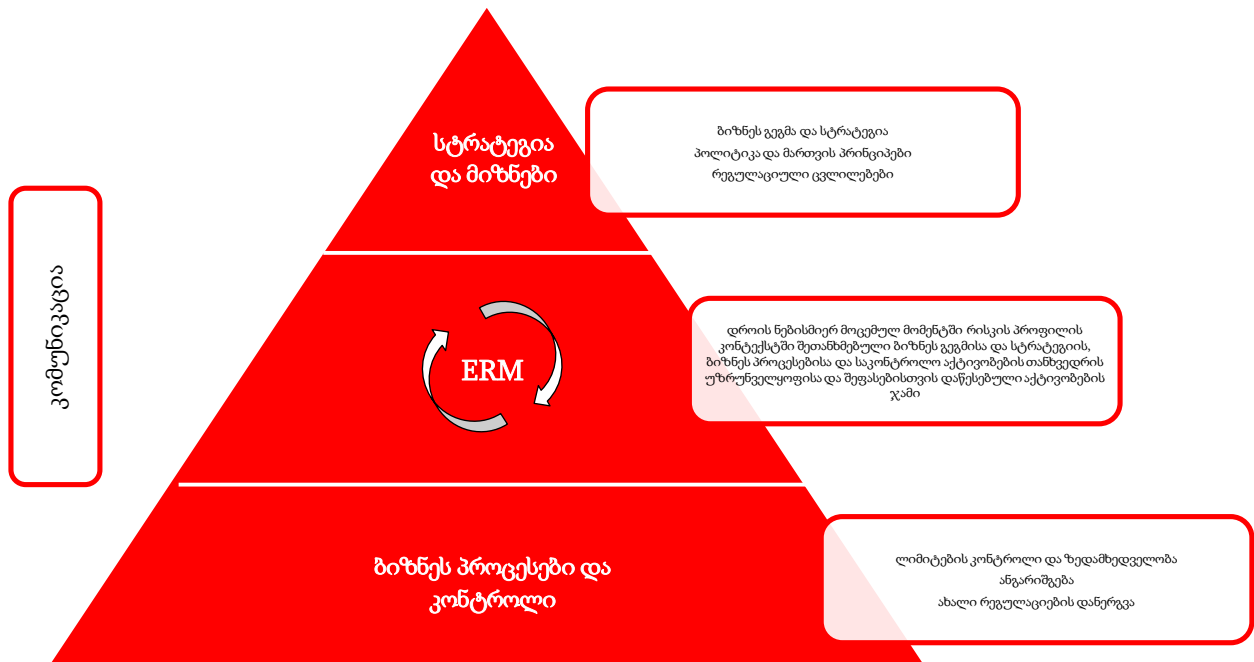 სტრატეგია
და მიზნები
ბიზნეს გეგმა და სტრატეგია
პოლიტიკა და მართვის პრინციპები
რეგულაციული ცვლილებები
კომუნიკაცია
ERM
დროის ნებისმიერ მოცემულ მომენტში რისკის პროფილის
კონტექსტში შეთანხმებული ბიზნეს გეგმისა და სტრატეგიის,
ბიზნეს პროცესებისა და საკონტროლო აქტივობების თანხვედრის
უზრუნველყოფისა და შეფასებისთვის დაწესებული აქტივობების
ჯამი
ბიზნეს პროცესები და
კონტროლი
ლიმიტების კონტროლი და ზედამხედველობა
ანგარიშგება
ახალი რეგულაციების დანერგვა